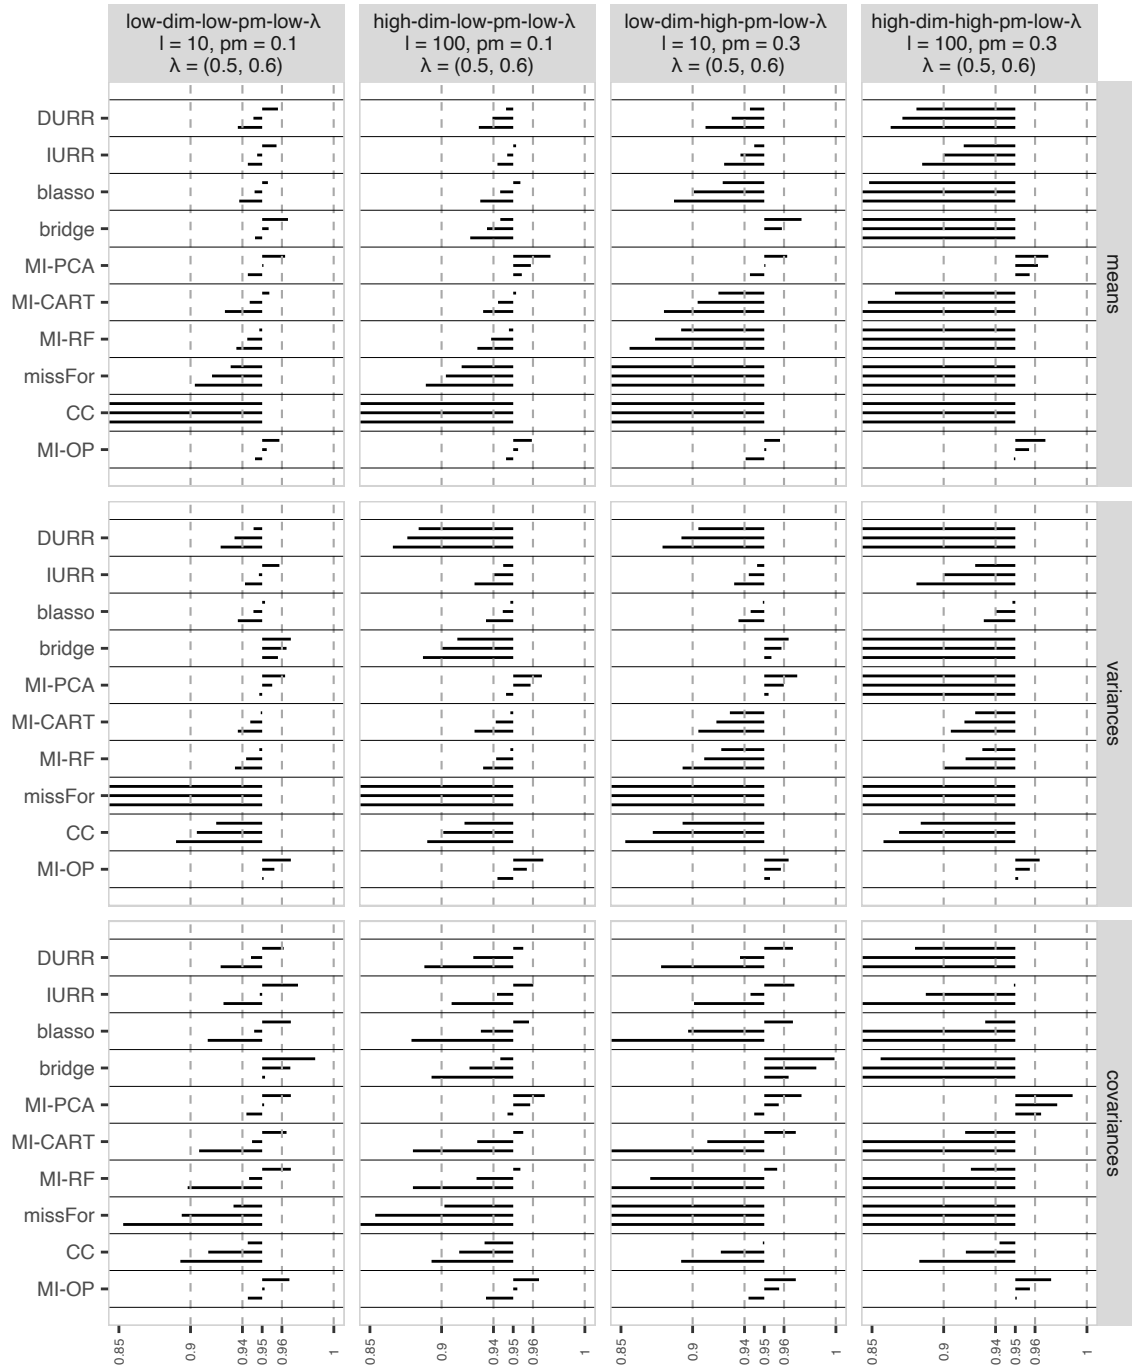 low-dim-low-pm-low-λ
l = 10, pm = 0.1
λ = (0.5, 0.6)
high-dim-low-pm-low-λ
l = 100, pm = 0.1
λ = (0.5, 0.6)
low-dim-high-pm-low-λ
l = 10, pm = 0.3
λ = (0.5, 0.6)
high-dim-high-pm-low-λ
l = 100, pm = 0.3
λ = (0.5, 0.6)
DURR
IURR
blasso
bridge
MI-PCA
MI-CART
MI-RF
missFor
CC
MI-OP
means
DURR
IURR
blasso
bridge
MI-PCA
MI-CART
MI-RF
missFor
CC
MI-OP
variances
DURR
IURR
blasso
bridge
MI-PCA
MI-CART
MI-RF
missFor
CC
MI-OP
covariances
0.85
0.9
0.94
0.95
0.96
1
0.85
0.9
0.94
0.95
0.96
1
0.85
0.9
0.94
0.95
0.96
1
0.85
0.9
0.94
0.95
0.96
1